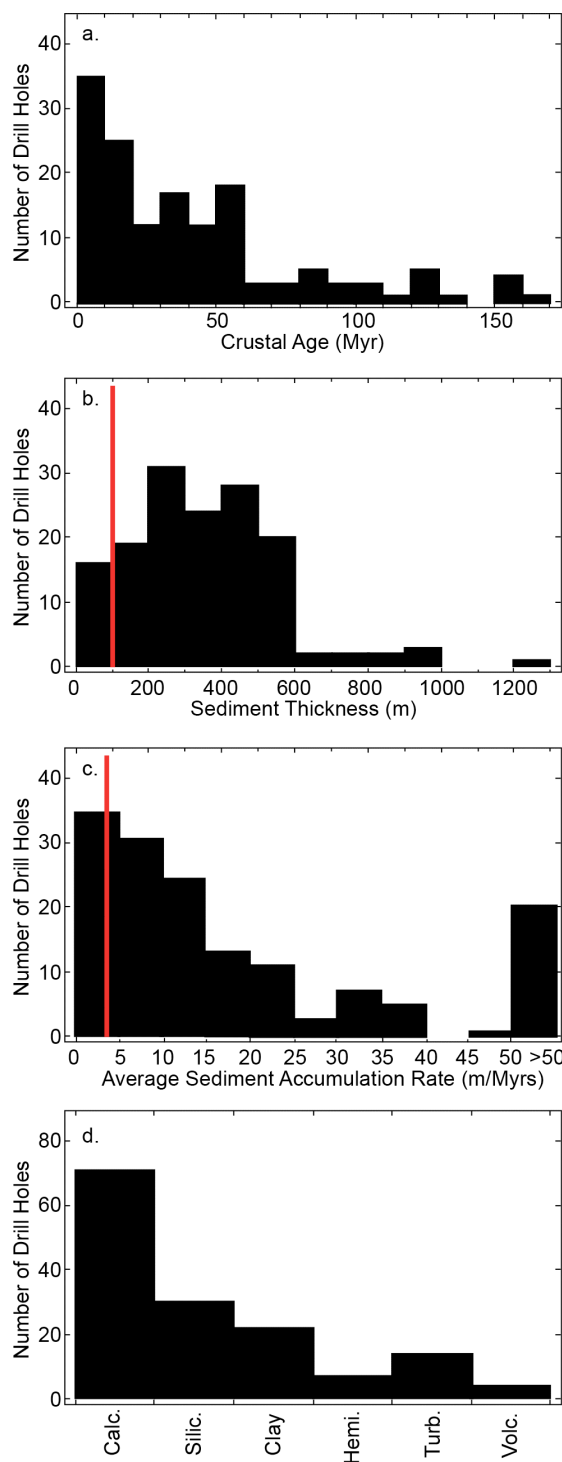 a.
Number of Drill Holes
40
30
20
10
0
0 50 100 150
Crustal Age (Myr)
b.
Number of Drill Holes
40
30
20
10
0
0 200 400 600 800 1000 1200
Sediment Thickness (m)
c.
Number of Drill Holes
40
30
20
10
0
0 5 10 15 20 25 30 35 40 45 50 >50
Average Sediment Accumulation Rate (m/Myrs)
d.
Number of Drill Holes
80
60
40
20
0
Calc. Silic. Clay Hemi. Turb. Volc.